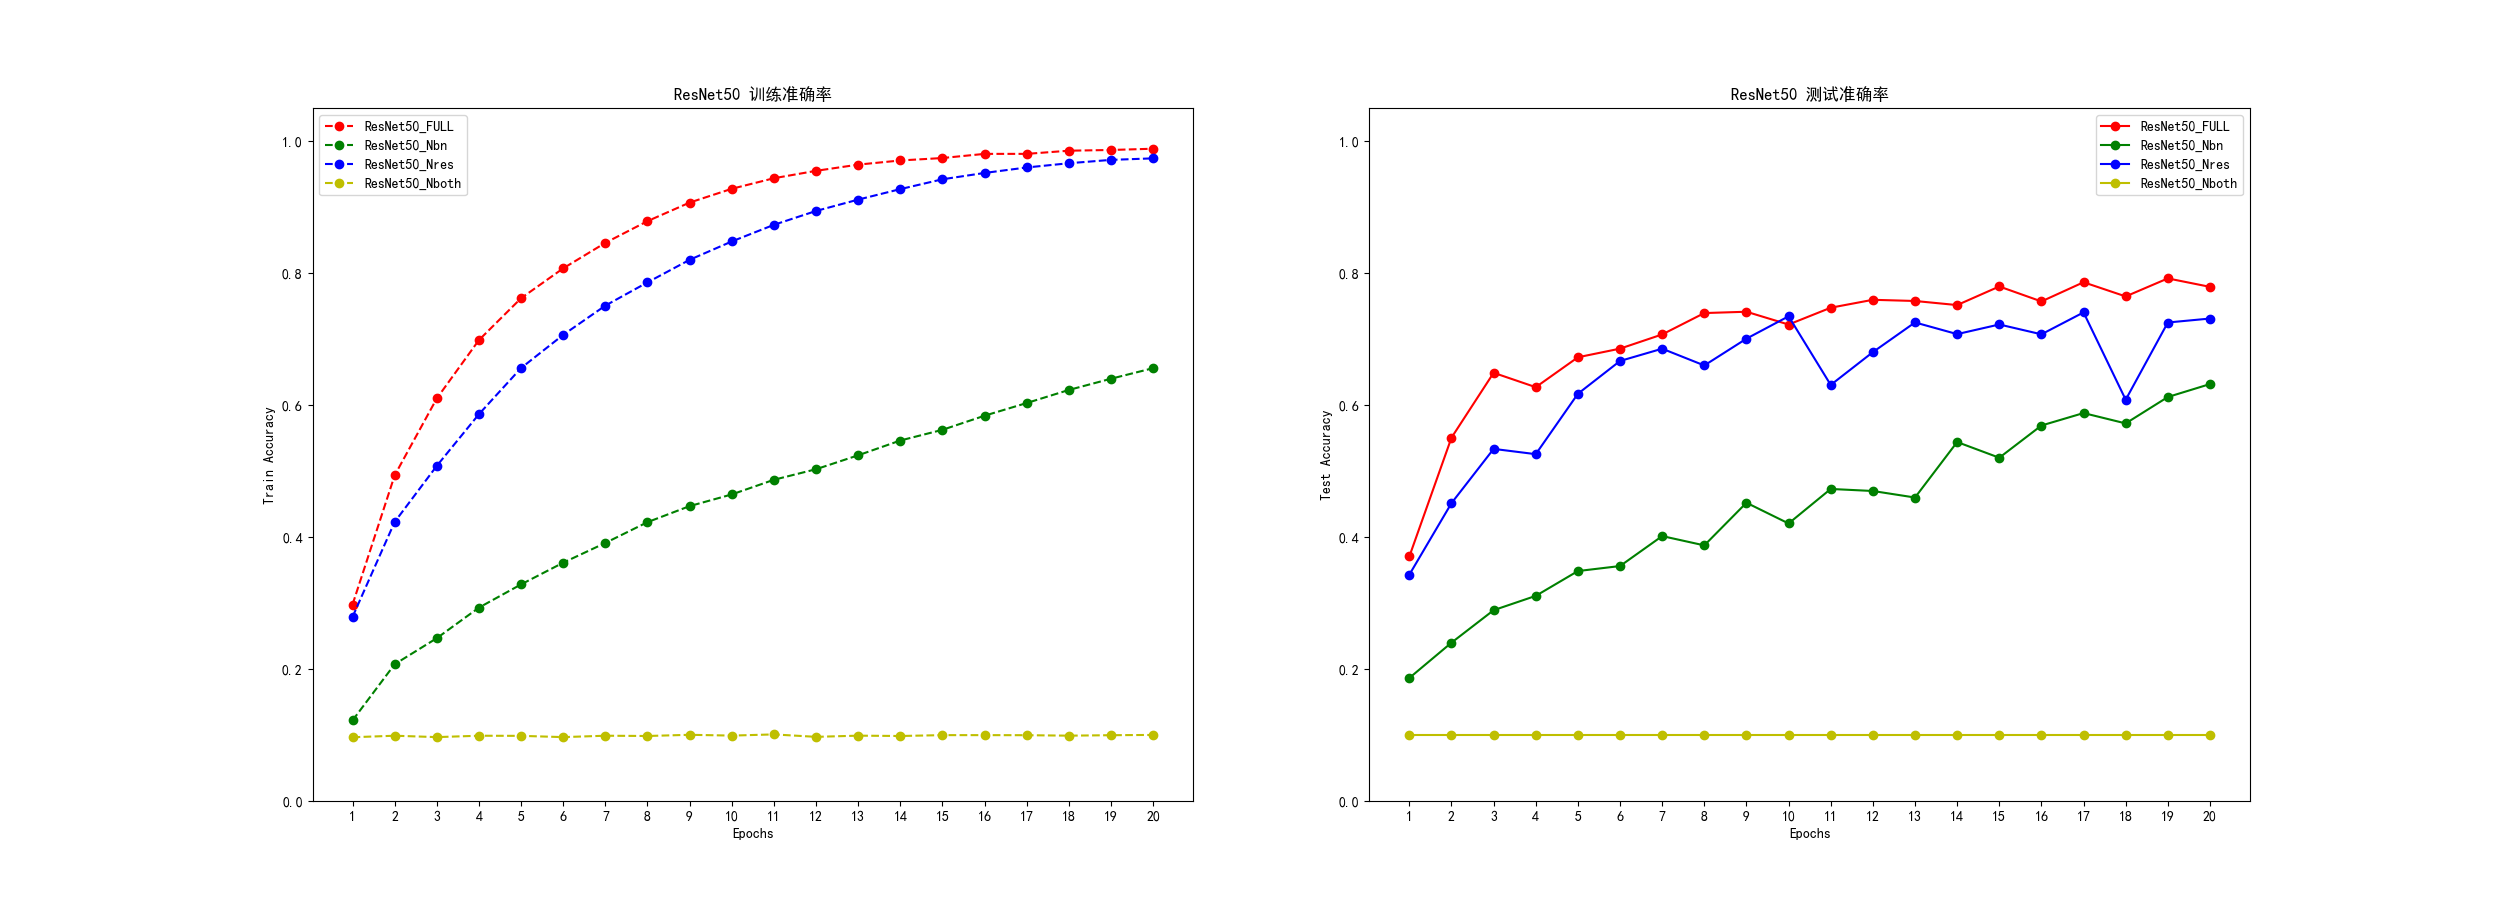 ResNet50 训练准确率
ResNet50_FULL
ResNet50_Nbn
ResNet50_Nres
ResNet50_Nboth
Train Accuracy
1.0
0.8
0.6
0.4
0.2
0.0
1 2 3 4 5 6 7 8 9 10 11 12 13 14 15 16 17 18 19 20
Epochs
ResNet50 测试准确率
ResNet50_FULL
ResNet50_Nbn
ResNet50_Nres
ResNet50_Nboth
Test Accuracy
1.0
0.8
0.6
0.4
0.2
0.0
1 2 3 4 5 6 7 8 9 10 11 12 13 14 15 16 17 18 19 20
Epochs